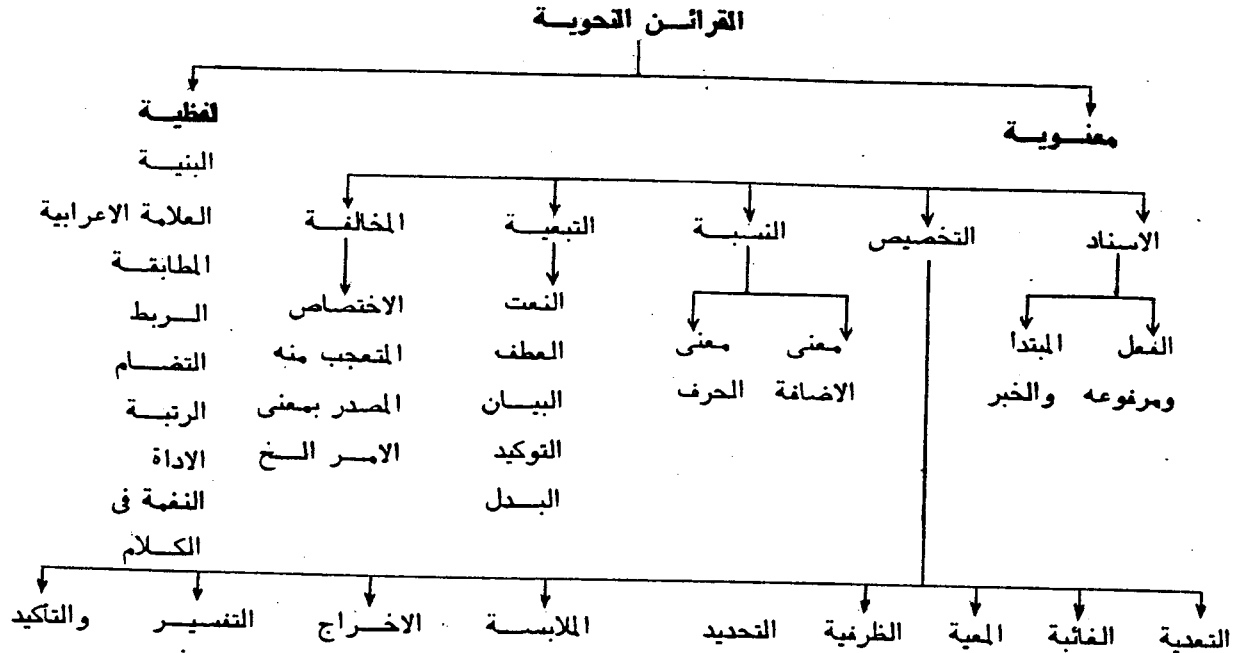 القرائن النحوية
معنوية
لفظية
البنية
العلامة الاعرابية
المطابقة
الربط
التضام
الرتبة
الاداة
النغمة فى
الكلام
الاسناد
التخصيص
النسبة
التبعية
المخالفة
الفعل
ومرفوعه
المبتدأ
والخبر
معنى
الاضافة
معنى
الحرف
النعت
العطف
البيان
التوكيد
البدل
الاختصاص
المتعجب منه
المصدر بمعنى
الامر الخ
التعدية
الغائبة
المعية
الظرفية
التحديد
الملابسة
الاخراج
التفسير
والتأكيد